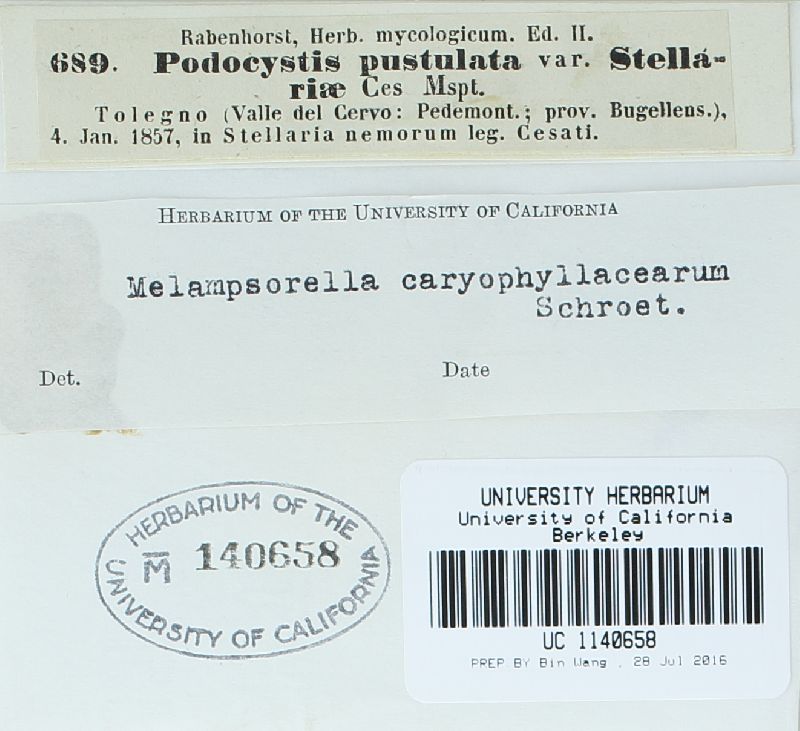 Rabenhorst, Herb. mycologicum. Ed. II.
689. Podocystis pustulata var. Stella-
riæ Ces Mspt.
Tolegno (Valle del Cervo: Pedemont.; prov. Bugellens.),
4. Jan. 1857, in Stellaria nemorum leg. Cesati.
HERBARIUM OF THE UNIVERSITY OF CALIFORNIA
Melampsorella caryophyllacearum
Schroet.
Det. Date
HERBARIUM OF THE
M̅ 140658
UNIVERSITY OF CALIFORNIA
UNIVERSITY HERBARIUM
University of California
Berkeley
UC 1140658
PREP BY Bin Wang , 28 Jul 2016